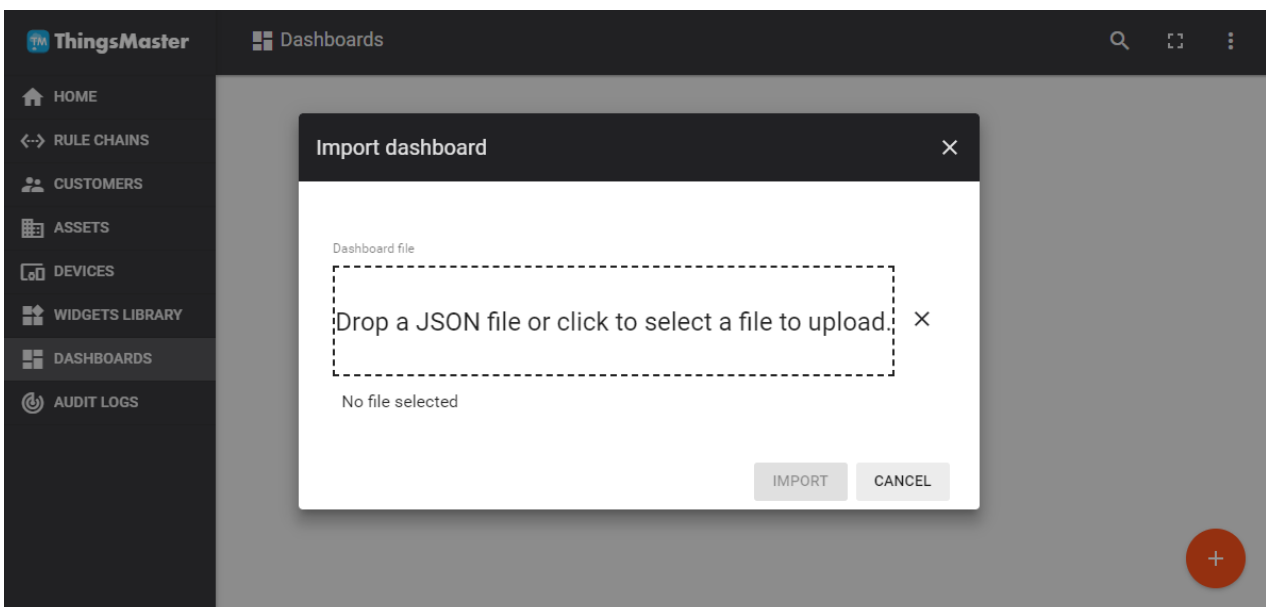 TM ThingsMaster
Dashboards
HOME
RULE CHAINS
CUSTOMERS
ASSETS
DEVICES
WIDGETS LIBRARY
DASHBOARDS
AUDIT LOGS
Import dashboard
Dashboard file
Drop a JSON file or click to select a file to upload.
No file selected
IMPORT CANCEL